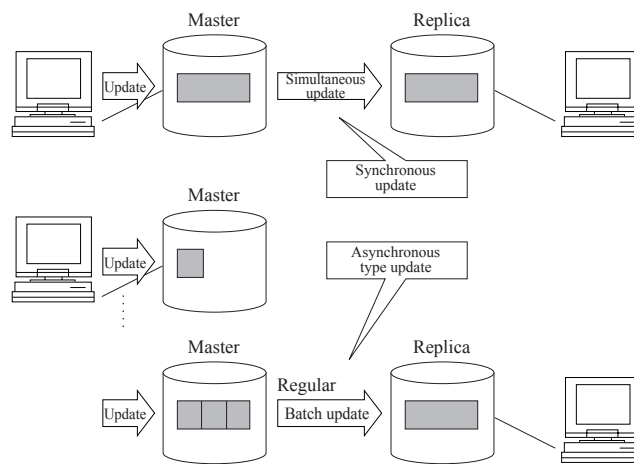 Master
Replica
Update
Simultaneous
update
Synchronous
update
Master
Update
Asynchronous
type update
Master
Replica
Regular
Update
Batch update